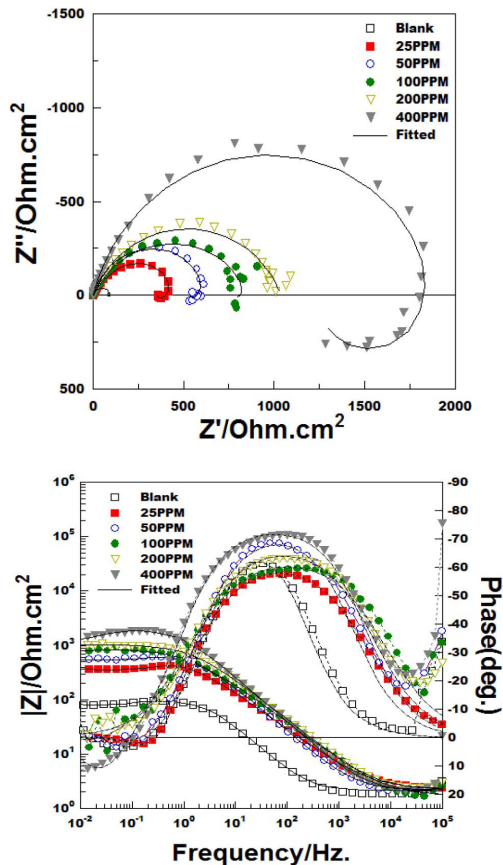 -1500
-1000
-500
0
500
Z''/Ohm.cm2
Blank
25PPM
50PPM
100PPM
200PPM
400PPM
Fitted
0 500 1000 1500 2000
Z'/Ohm.cm2
10^6
10^5
10^4
10^3
10^2
10^1
10^0
|Z|/Ohm.cm2
Blank
25PPM
50PPM
100PPM
200PPM
400PPM
Fitted
-90
-80
-70
-60
-50
-40
-30
-20
-10
0
10
20
Phase(deg.)
10^-2 10^-1 10^0 10^1 10^2 10^3 10^4 10^5
Frequency/Hz.